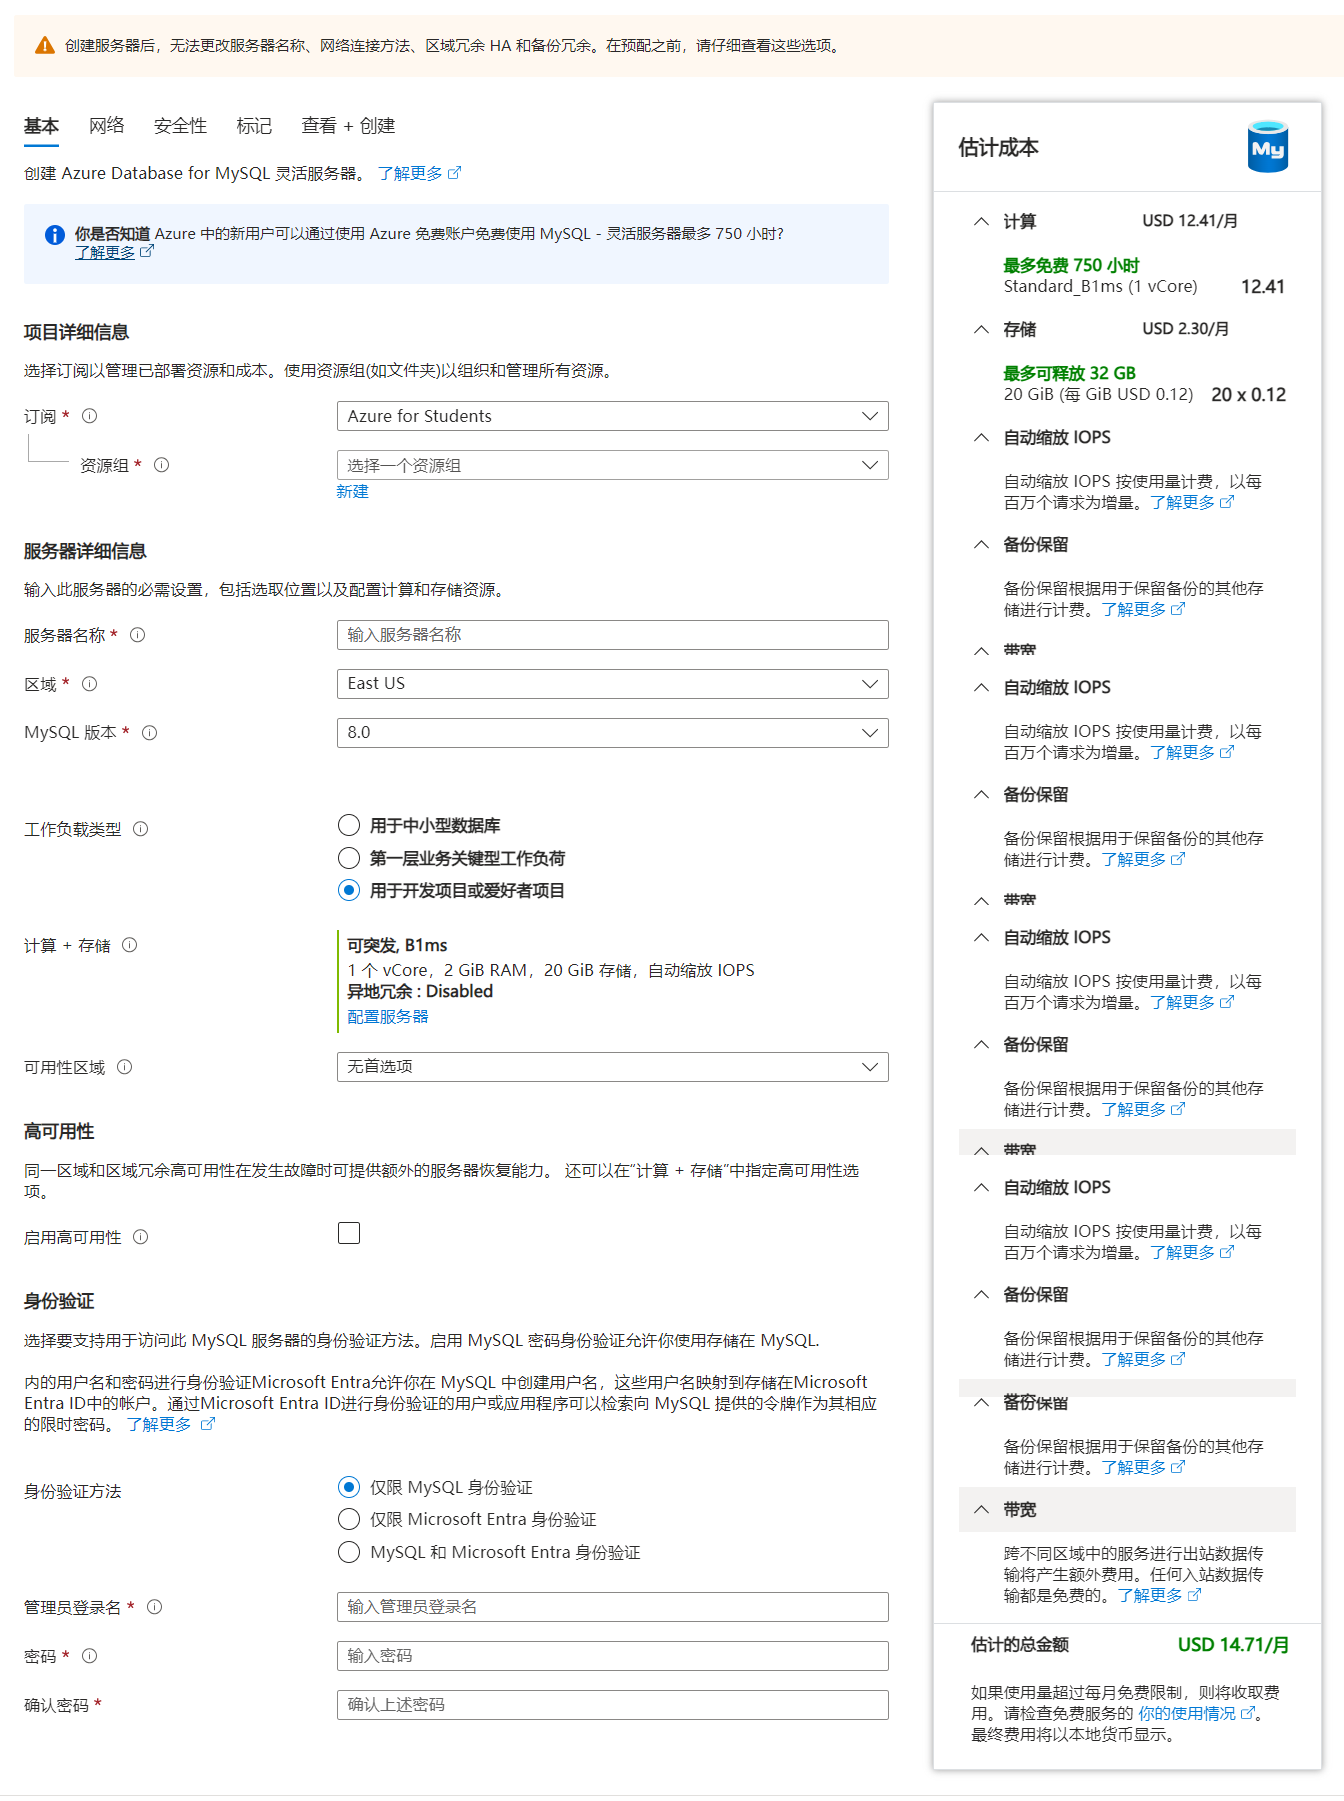 创建服务器后，无法更改服务器名称、网络连接方法、区域冗余 HA 和备份冗余。在预配之前，请仔细查看这些选项。
基本 网络 安全性 标记 查看 + 创建
创建 Azure Database for MySQL 灵活服务器。 了解更多
你是否知道 Azure 中的新用户可以通过使用 Azure 免费账户免费使用 MySQL - 灵活服务器最多 750 小时?
了解更多
项目详细信息
选择订阅以管理已部署资源和成本。使用资源组(如文件夹)以组织和管理所有资源。
订阅 * Azure for Students
资源组 * 选择一个资源组
新建
服务器详细信息
输入此服务器的必需设置，包括选取位置以及配置计算和存储资源。
服务器名称 * 输入服务器名称
区域 * East US
MySQL 版本 * 8.0
工作负载类型
用于中小型数据库
第一层业务关键型工作负荷
用于开发项目或爱好者项目
计算 + 存储
可突发, B1ms
1 个 vCore，2 GiB RAM，20 GiB 存储，自动缩放 IOPS
异地冗余 : Disabled
配置服务器
可用性区域 无首选项
高可用性
同一区域和区域冗余高可用性在发生故障时可提供额外的服务器恢复能力。 还可以在“计算 + 存储”中指定高可用性选
项。
启用高可用性
身份验证
选择要支持用于访问此 MySQL 服务器的身份验证方法。启用 MySQL 密码身份验证允许你使用存储在 MySQL.
内的用户名和密码进行身份验证Microsoft Entra允许你在 MySQL 中创建用户名，这些用户名映射到存储在Microsoft
Entra ID中的帐户。通过Microsoft Entra ID进行身份验证的用户或应用程序可以检索向 MySQL 提供的令牌作为其相应
的限时密码。 了解更多
身份验证方法
仅限 MySQL 身份验证
仅限 Microsoft Entra 身份验证
MySQL 和 Microsoft Entra 身份验证
管理员登录名 * 输入管理员登录名
密码 * 输入密码
确认密码 * 确认上述密码
估计成本
My
计算 USD 12.41/月
最多免费 750 小时
Standard_B1ms (1 vCore) 12.41
存储 USD 2.30/月
最多可释放 32 GB
20 GiB (每 GiB USD 0.12) 20 x 0.12
自动缩放 IOPS
自动缩放 IOPS 按使用量计费，以每
百万个请求为增量。了解更多
备份保留
备份保留根据用于保留备份的其他存
储进行计费。了解更多
带宽
自动缩放 IOPS
自动缩放 IOPS 按使用量计费，以每
百万个请求为增量。了解更多
备份保留
备份保留根据用于保留备份的其他存
储进行计费。了解更多
带宽
自动缩放 IOPS
自动缩放 IOPS 按使用量计费，以每
百万个请求为增量。了解更多
备份保留
备份保留根据用于保留备份的其他存
储进行计费。了解更多
带宽
自动缩放 IOPS
自动缩放 IOPS 按使用量计费，以每
百万个请求为增量。了解更多
备份保留
备份保留根据用于保留备份的其他存
储进行计费。了解更多
备份保留
备份保留根据用于保留备份的其他存
储进行计费。了解更多
带宽
跨不同区域中的服务进行出站数据传
输将产生额外费用。任何入站数据传
输都是免费的。了解更多
估计的总金额 USD 14.71/月
如果使用量超过每月免费限制，则将收取费
用。请检查免费服务的 你的使用情况。
最终费用将以本地货币显示。